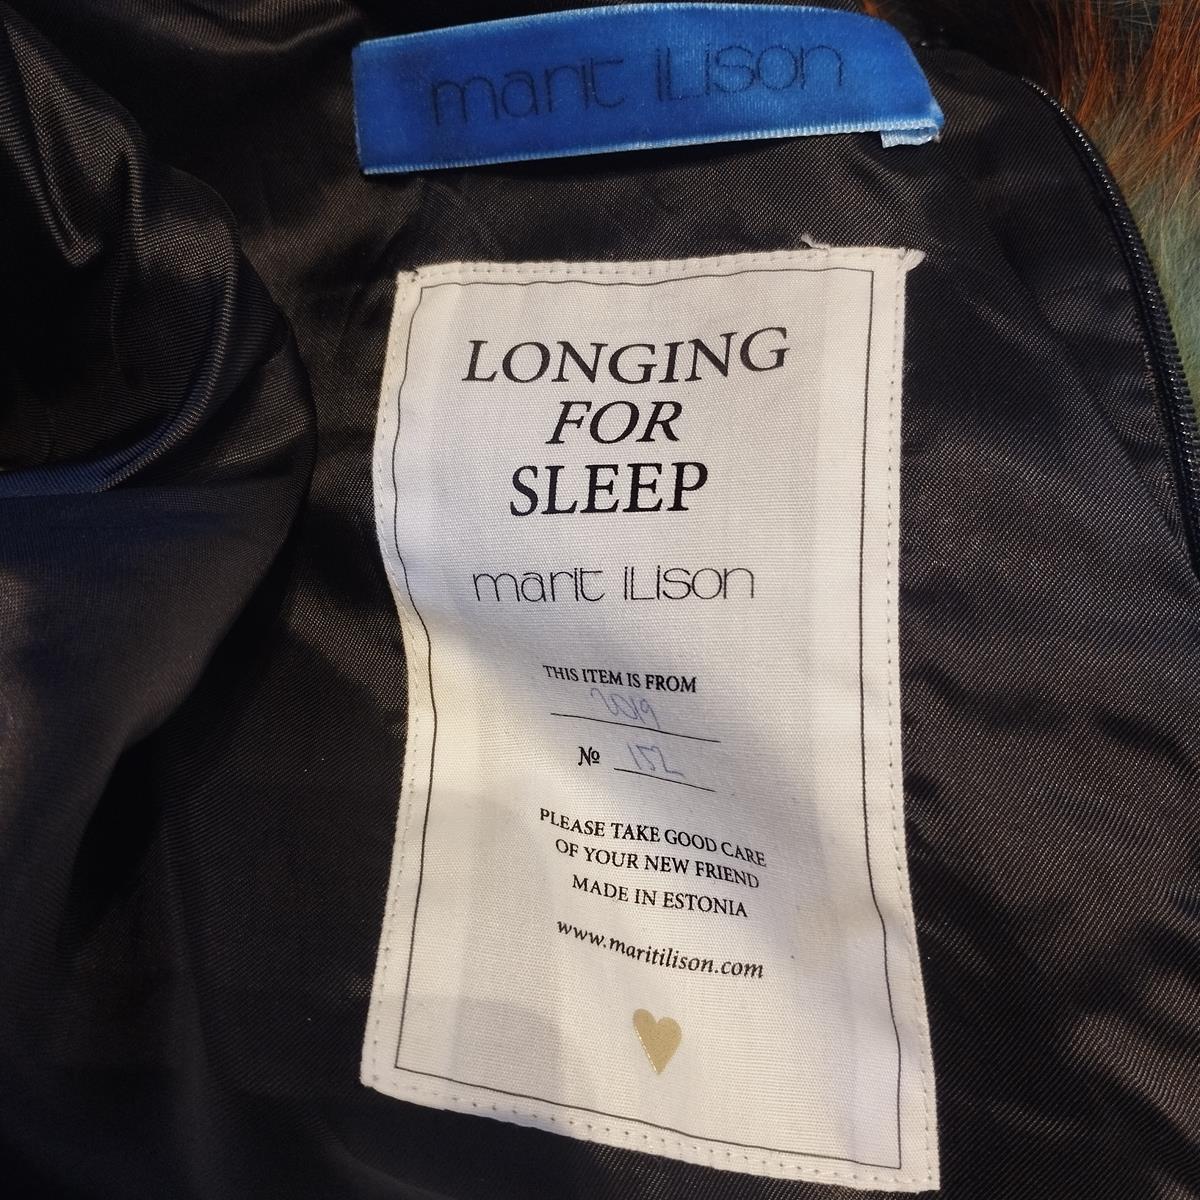 marit iLison
LONGING
FOR
SLEEP
marit iLison
THIS ITEM IS FROM
2019
№ 152
PLEASE TAKE GOOD CARE
OF YOUR NEW FRIEND
MADE IN ESTONIA
www.maritilison.com